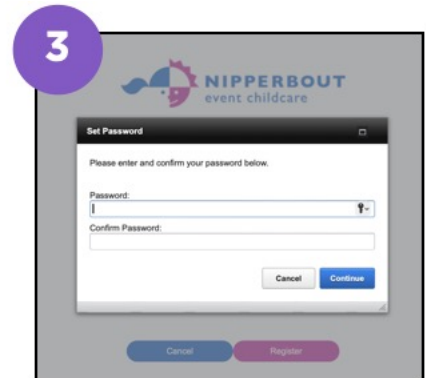 3
NIPPERBOUT
event childcare
Set Password
Please enter and confirm your password below.
Password:
Confirm Password:
Cancel Continue
Cancel Register